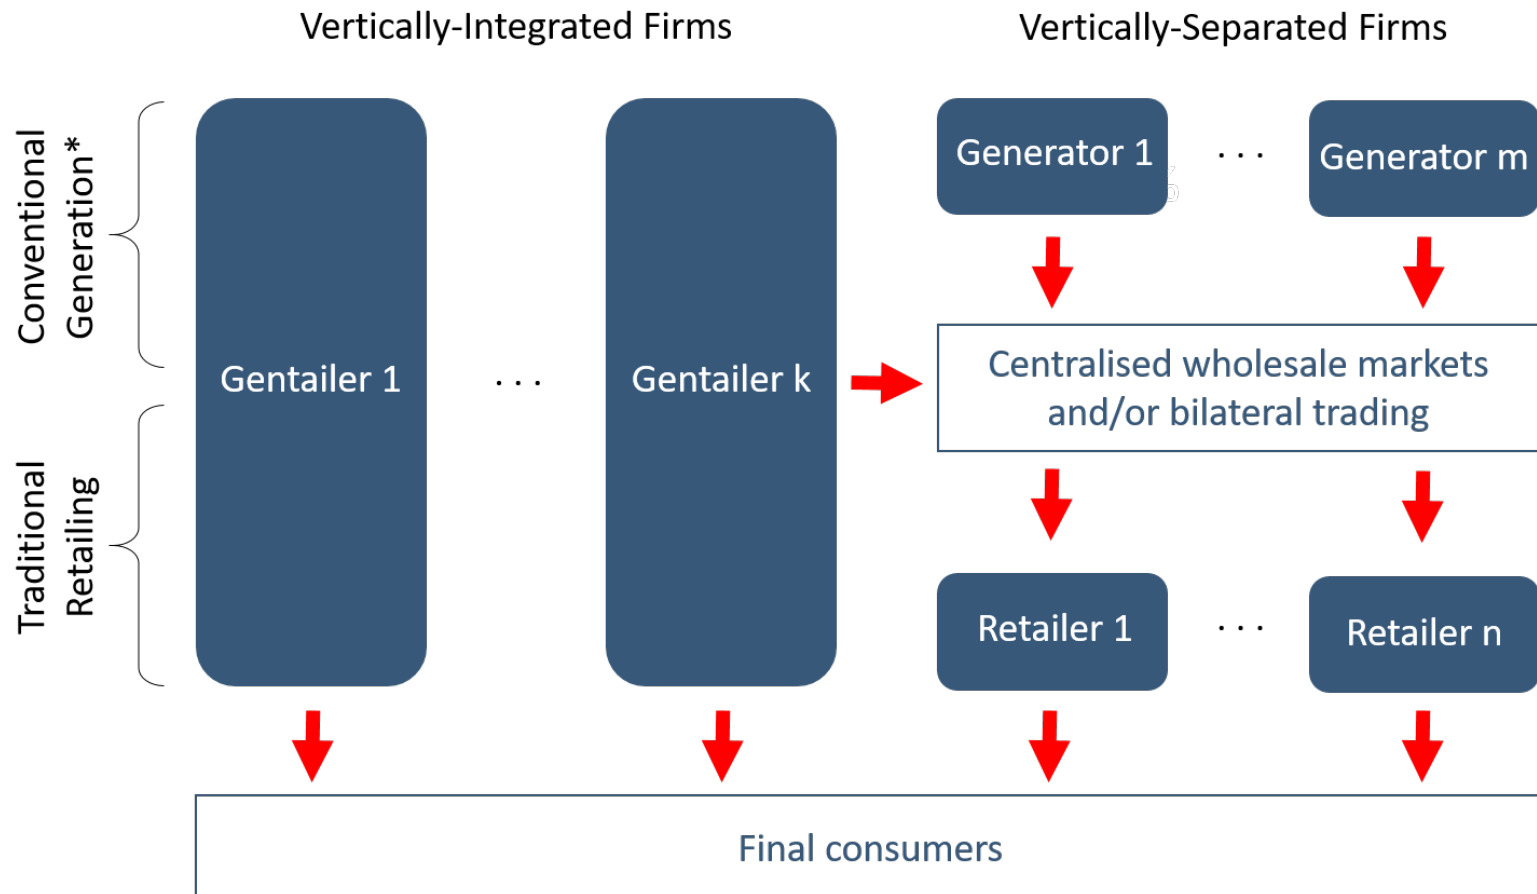 Vertically-Integrated Firms
Vertically-Separated Firms
Conventional
Generation*
Traditional
Retailing
Gentailer 1
. . .
Gentailer k
Generator 1
. . .
Generator m
Centralised wholesale markets
and/or bilateral trading
Retailer 1
. . .
Retailer n
Final consumers